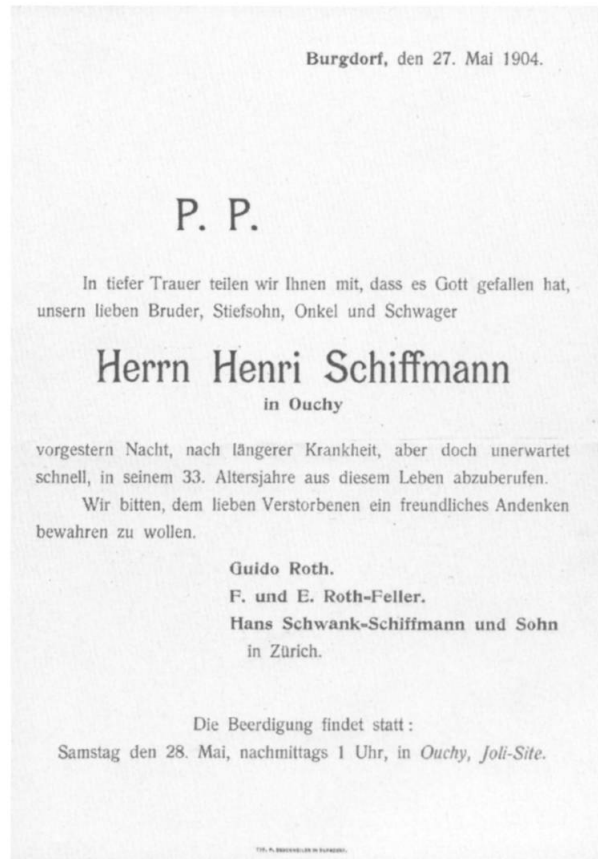 Burgdorf, den 27. Mai 1904.
P. P.
In tiefer Trauer teilen wir Ihnen mit, dass es Gott gefallen hat,
unsern lieben Bruder, Stiefsohn, Onkel und Schwager
Herrn Henri Schiffmann
in Ouchy
vorgestern Nacht, nach längerer Krankheit, aber doch unerwartet
schnell, in seinem 33. Altersjahre aus diesem Leben abzuberufen.
Wir bitten, dem lieben Verstorbenen ein freundliches Andenken
bewahren zu wollen.
Guido Roth.
F. und E. Roth-Feller.
Hans Schwank-Schiffmann und Sohn
in Zürich.
Die Beerdigung findet statt:
Samstag den 28. Mai, nachmittags 1 Uhr, in Ouchy, Joli-Site.